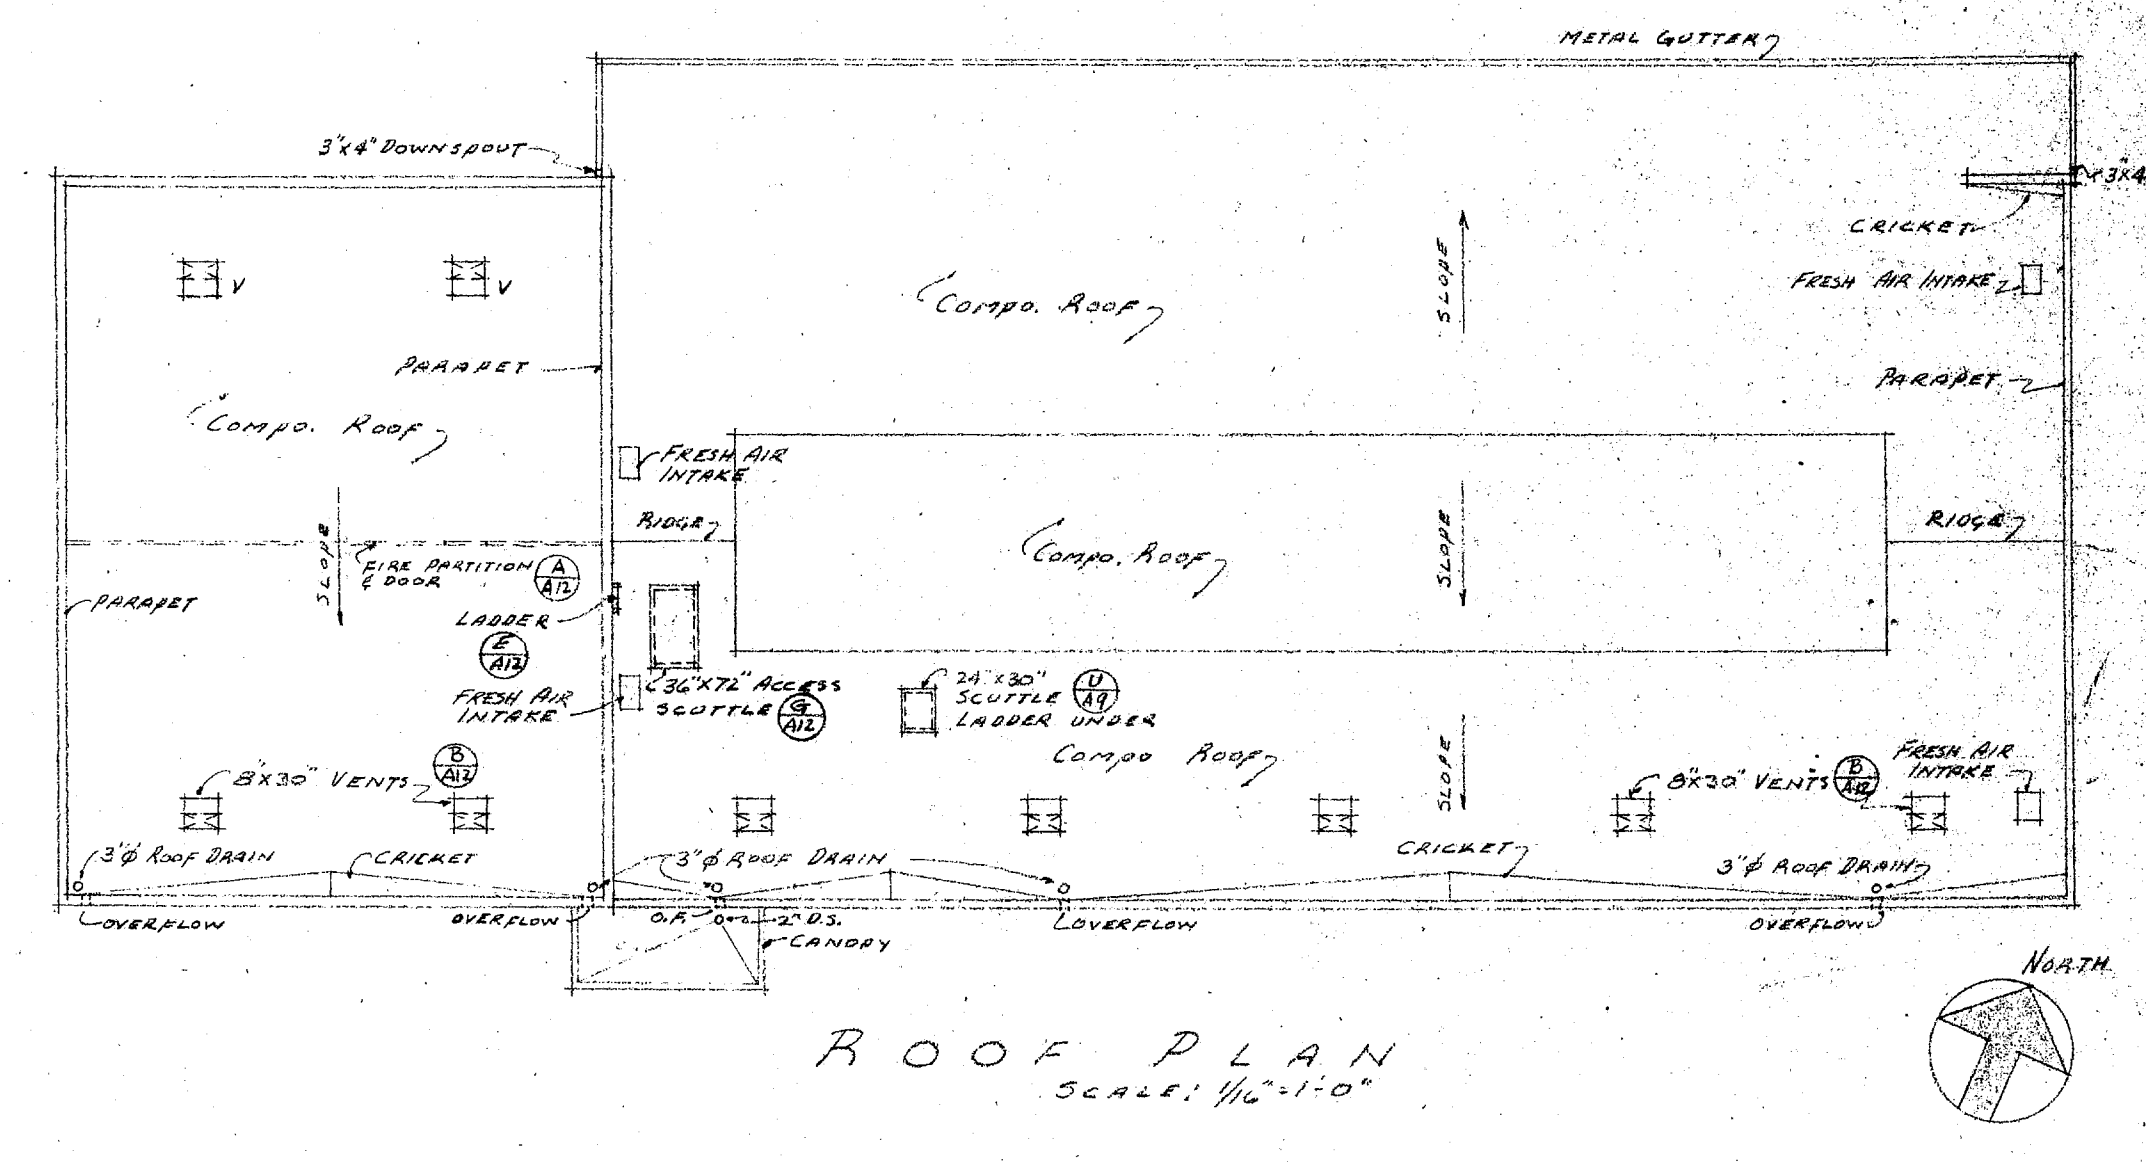 METAL GUTTER
3"X4" DOWNSPOUT
3"X4
CRICKET
V
V
SLOPE
FRESH AIR INTAKE
COMPO. ROOF
PARAPET
PARAPET
COMPO. ROOF
FRESH AIR
INTAKE
SLOPE
RIDGE
COMPO. ROOF
SLOPE
RIDGE
FIRE PARTITION
& DOOR
A
A12
PARAPET
LADDER
E
A12
FRESH AIR
INTAKE
36"X72" ACCESS
SCUTTLE
G
A12
24"X30"
SCUTTLE
LADDER UNDER
U
A9
COMPO ROOF
SLOPE
8"X30" VENTS
B
A12
8"X30" VENTS
B
A12
FRESH AIR
INTAKE
3"ϕ ROOF DRAIN
CRICKET
3"ϕ ROOF DRAIN
CRICKET
3"ϕ ROOF DRAIN
OVERFLOW
OVERFLOW
O.F.
2" D.S.
CANOPY
OVERFLOW
OVERFLOW
NORTH
ROOF PLAN
SCALE: 1/16"=1'-0"